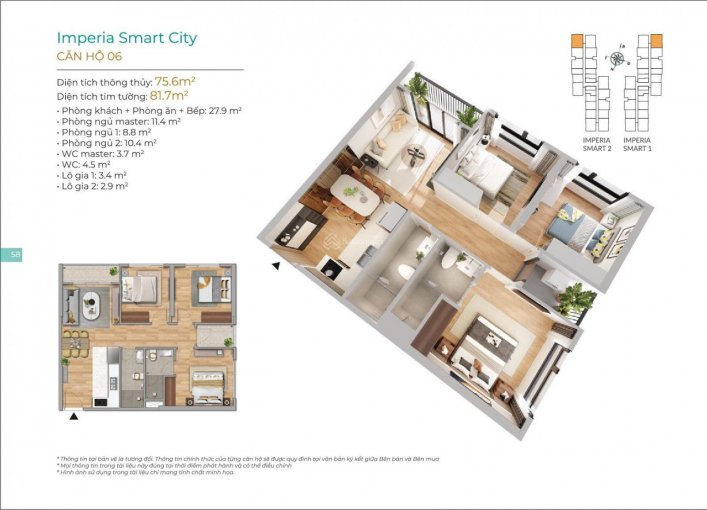 Imperia Smart City
CĂN HỘ 06
Diện tích thông thủy: 75.6m²
Diện tích tim tường: 81.7m²
• Phòng khách + Phòng ăn + Bếp: 27.9 m²
• Phòng ngủ master: 11.4 m²
• Phòng ngủ 1: 8.8 m²
• Phòng ngủ 2: 10.4 m²
• WC master: 3.7 m²
• WC: 4.5 m²
• Lô gia 1: 3.4 m²
• Lô gia 2: 2.9 m²
IMPERIA
SMART 2
IMPERIA
SMART 1
58
* Thông tin tại bản vẽ là tương đối. Thông tin chính thức của từng căn hộ sẽ được quy định tại văn bản ký kết giữa Bên bán và Bên mua
* Mọi thông tin trong tài liệu này đúng tại thời điểm phát hành và có thể điều chỉnh
* Hình ảnh sử dụng trong tài liệu chỉ mang tính chất minh họa.